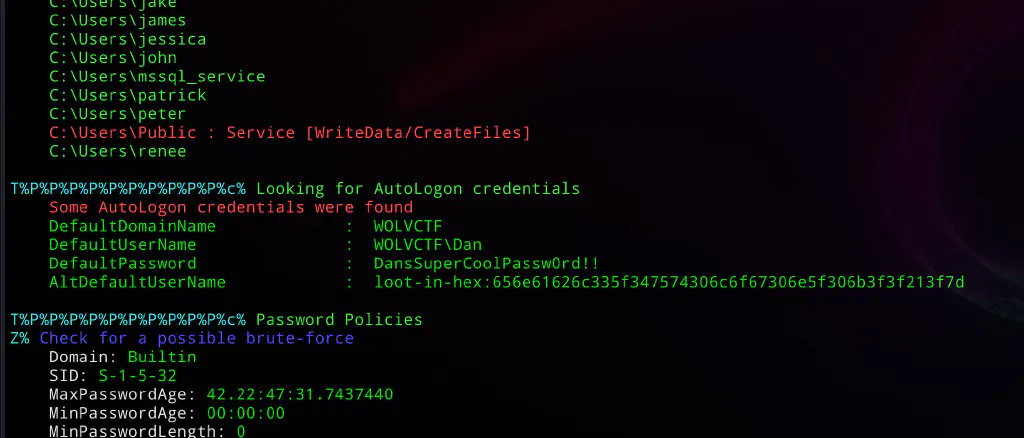 C:\Users\jake
C:\Users\james
C:\Users\jessica
C:\Users\john
C:\Users\mssql_service
C:\Users\patrick
C:\Users\peter
C:\Users\Public : Service [WriteData/CreateFiles]
C:\Users\renee
T%P%P%P%P%P%P%P%P%P%P%c% Looking for AutoLogon credentials
Some AutoLogon credentials were found
DefaultDomainName : WOLVCTF
DefaultUserName : WOLVCTF\Dan
DefaultPassword : DansSuperCoolPassw0rd!!
AltDefaultUserName : loot-in-hex:656e61626c335f347574306c6f67306e5f306b3f3f213f7d
T%P%P%P%P%P%P%P%P%P%P%c% Password Policies
Z% Check for a possible brute-force
Domain: Builtin
SID: S-1-5-32
MaxPasswordAge: 42.22:47:31.7437440
MinPasswordAge: 00:00:00
MinPasswordLength: 0